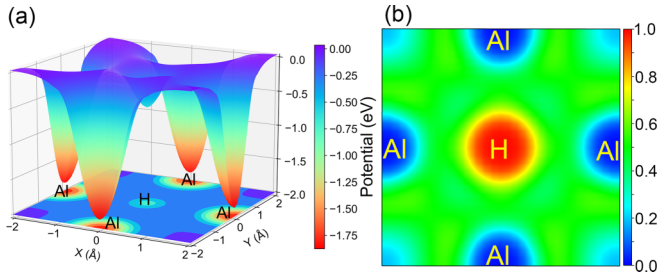 (a)
0.0
−0.5
−1.0
−1.5
−2.0
Al
Al
H
Al
Al
−2
−1
0
1
2
X (Å)
−2
−1
0
1
2
Y (Å)
0.00
−0.25
−0.50
−0.75
−1.00
−1.25
−1.50
−1.75
Potential (eV)
(b)
Al
Al
H
Al
Al
1.0
0.8
0.6
0.4
0.2
0.0